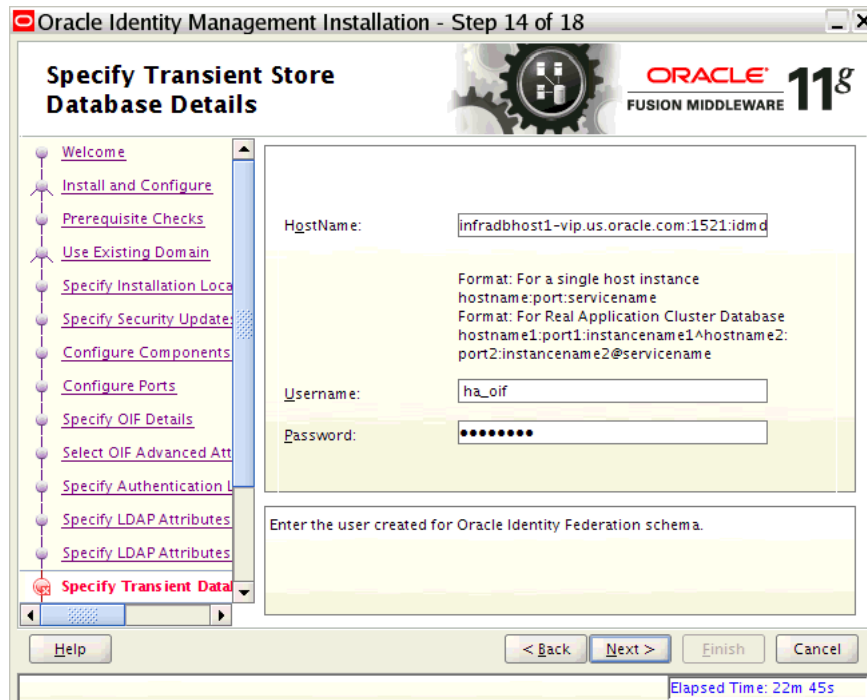 Oracle Identity Management Installation - Step 14 of 18
Specify Transient Store
Database Details
ORACLE
FUSION MIDDLEWARE 11g
Welcome
Install and Configure
Prerequisite Checks
Use Existing Domain
Specify Installation Loca
Specify Security Updates
Configure Components
Configure Ports
Specify OIF Details
Select OIF Advanced Att
Specify Authentication L
Specify LDAP Attributes
Specify LDAP Attributes
Specify Transient Datal
HostName:
infradbhost1-vip.us.oracle.com:1521:idmd
Format: For a single host instance
hostname:port:servicename
Format: For Real Application Cluster Database
hostname1:port1:instancename1^hostname2:
port2:instancename2@servicename
Username:
ha_oif
Password:
••••••••
Enter the user created for Oracle Identity Federation schema.
Help
< Back
Next >
Finish
Cancel
Elapsed Time: 22m 45s